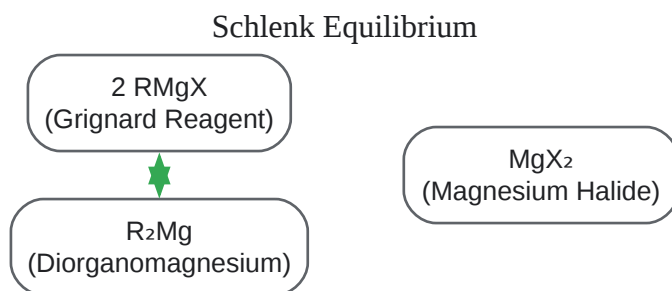 Schlenk Equilibrium
2 RMgX
(Grignard Reagent)
MgX₂
(Magnesium Halide)
R₂Mg
(Diorganomagnesium)